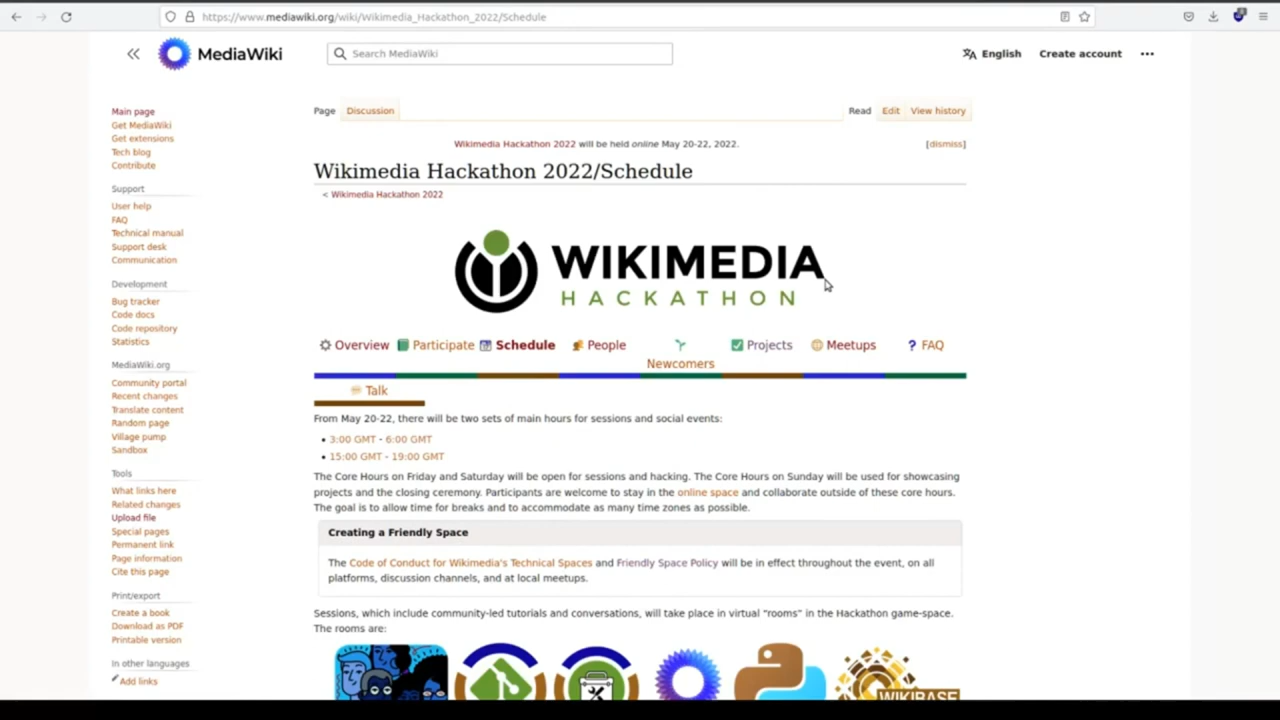 https://www.mediawiki.org/wiki/Wikimedia_Hackathon_2022/Schedule
MediaWiki
Search MediaWiki
English
Create account
Main page
Get MediaWiki
Get extensions
Tech blog
Contribute
Support
User help
FAQ
Technical manual
Support desk
Communication
Development
Bug tracker
Code docs
Code repository
Statistics
MediaWiki.org
Community portal
Recent changes
Translate content
Random page
Village pump
Sandbox
Tools
What links here
Related changes
Upload file
Special pages
Permanent link
Page information
Cite this page
Print/export
Create a book
Download as PDF
Printable version
In other languages
Add links
Page Discussion Read Edit View history
Wikimedia Hackathon 2022 will be held online May 20-22, 2022. [dismiss]
Wikimedia Hackathon 2022/Schedule
< Wikimedia Hackathon 2022
WIKIMEDIA
HACKATHON
Overview Participate Schedule People Newcomers Projects Meetups ? FAQ
Talk
From May 20-22, there will be two sets of main hours for sessions and social events:
• 3:00 GMT - 6:00 GMT
• 15:00 GMT - 19:00 GMT
The Core Hours on Friday and Saturday will be open for sessions and hacking. The Core Hours on Sunday will be used for showcasing
projects and the closing ceremony. Participants are welcome to stay in the online space and collaborate outside of these core hours.
The goal is to allow time for breaks and to accommodate as many time zones as possible.
Creating a Friendly Space
The Code of Conduct for Wikimedia's Technical Spaces and Friendly Space Policy will be in effect throughout the event, on all
platforms, discussion channels, and at local meetups.
Sessions, which include community-led tutorials and conversations, will take place in virtual “rooms” in the Hackathon game-space.
The rooms are:
WIKIBASE